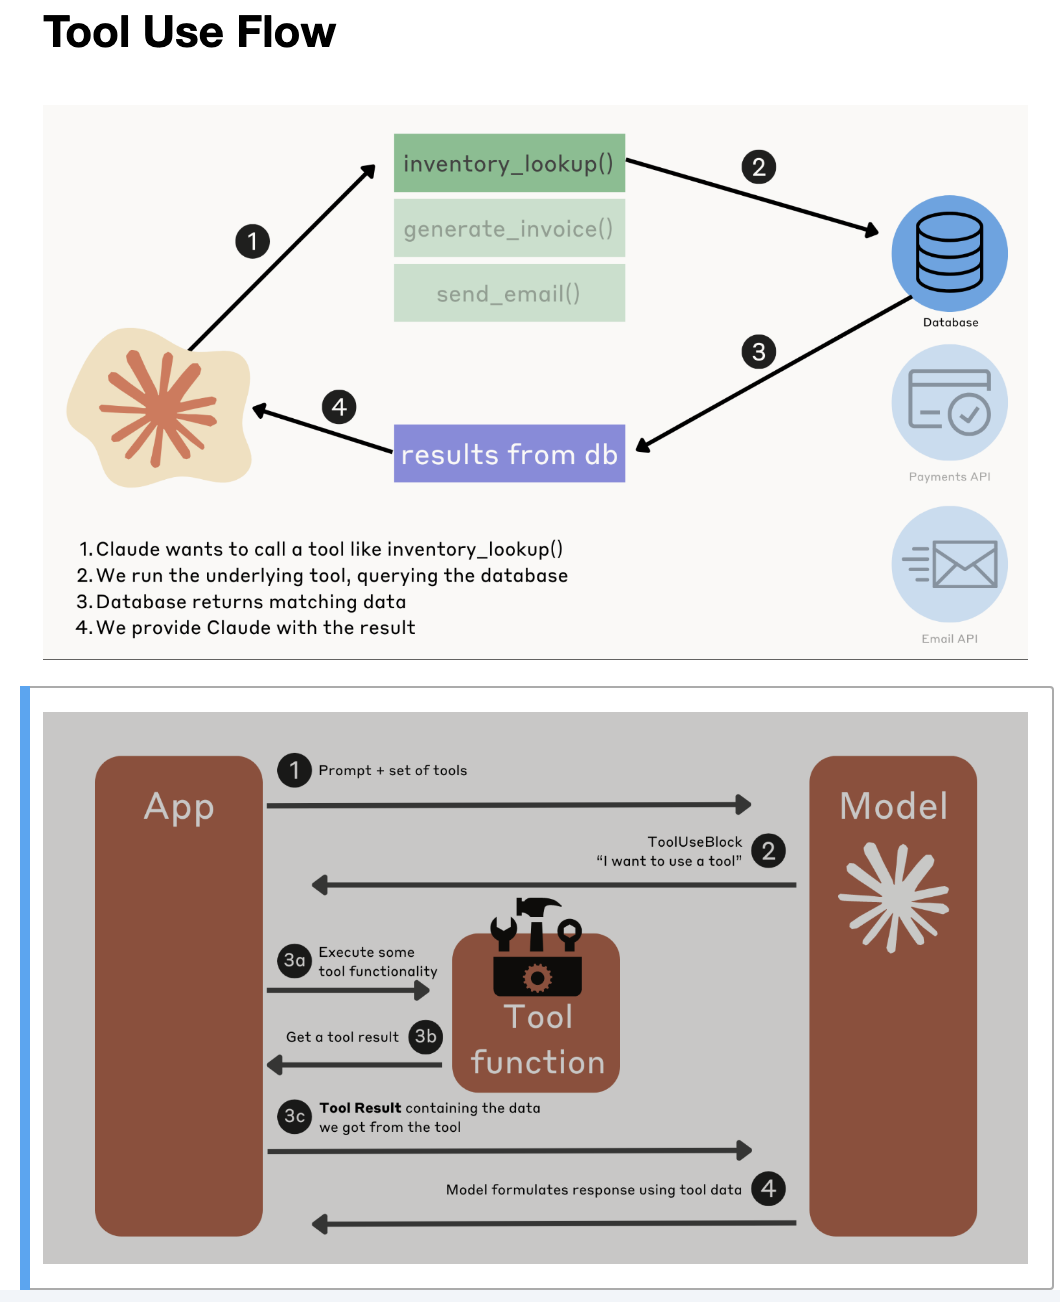 Tool Use Flow
inventory_lookup()
generate_invoice()
send_email()
1
2
3
4
Database
Payments API
Email API
results from db
1. Claude wants to call a tool like inventory_lookup()
2. We run the underlying tool, querying the database
3. Database returns matching data
4. We provide Claude with the result
App
Model
1 Prompt + set of tools
ToolUseBlock
“I want to use a tool” 2
3a Execute some
tool functionality
Tool
function
Get a tool result 3b
3c Tool Result containing the data
we got from the tool
Model formulates response using tool data 4